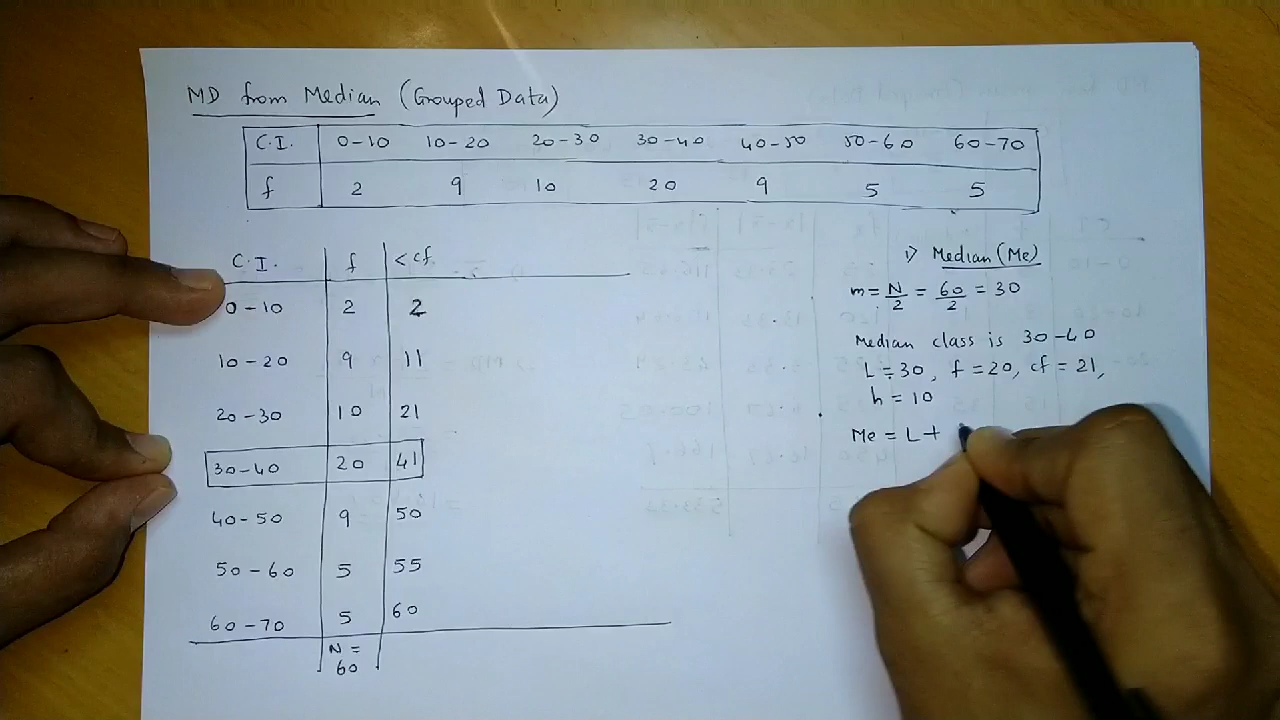 MD from Median (Grouped Data)
C.I. 0-10 10-20 20-30 30-40 40-50 50-60 60-70
f 2 9 10 20 9 5 5
C.I. f <cf
0-10 2 2
10-20 9 11
20-30 10 21
30-40 20 41
40-50 9 50
50-60 5 55
60-70 5 60
N =
60
1) Median (Me)
m = N/2 = 60/2 = 30
Median class is 30-40
L = 30, f = 20, cf = 21,
h = 10
Me = L +